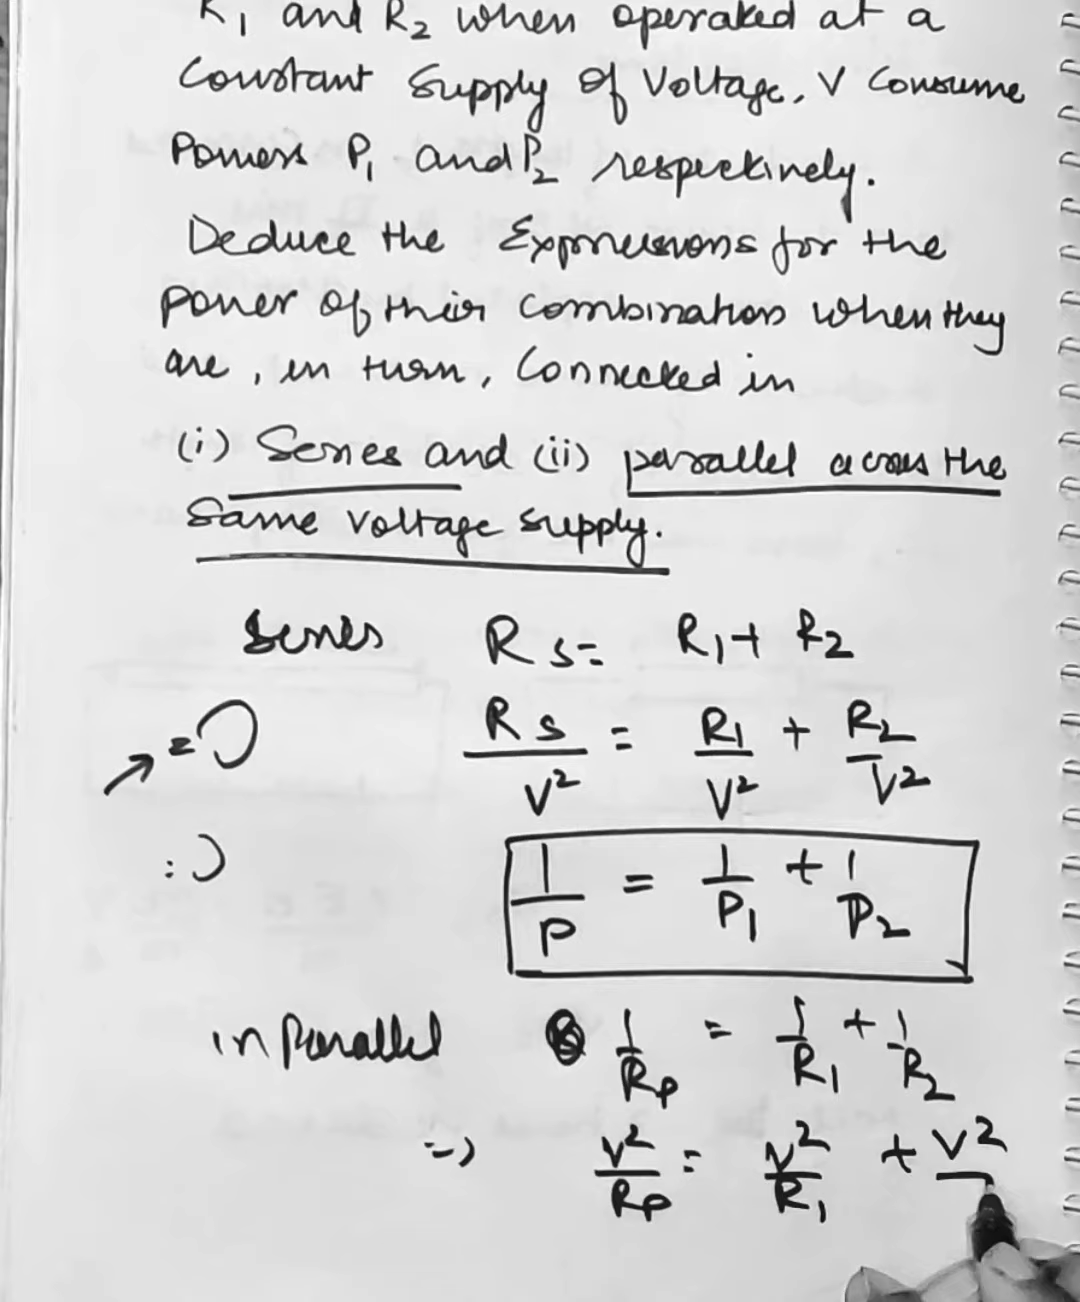 R₁ and R₂ when operated at a
Constant Supply of Voltage, V Consume
Powers P₁ and P₂ respectively.
Deduce the Expressions for the
power of their combination when they
are, in turn, Connected in
(i) Series and (ii) parallel across the
Same Voltage Supply.
Series Rs = R₁ + R₂
=) Rs/V² = R₁/V² + R₂/V²
:) 1/P = 1/P₁ + 1/P₂
in Parallel 1/Rp = 1/R₁ + 1/R₂
=) V²/Rp = V²/R₁ + V²/